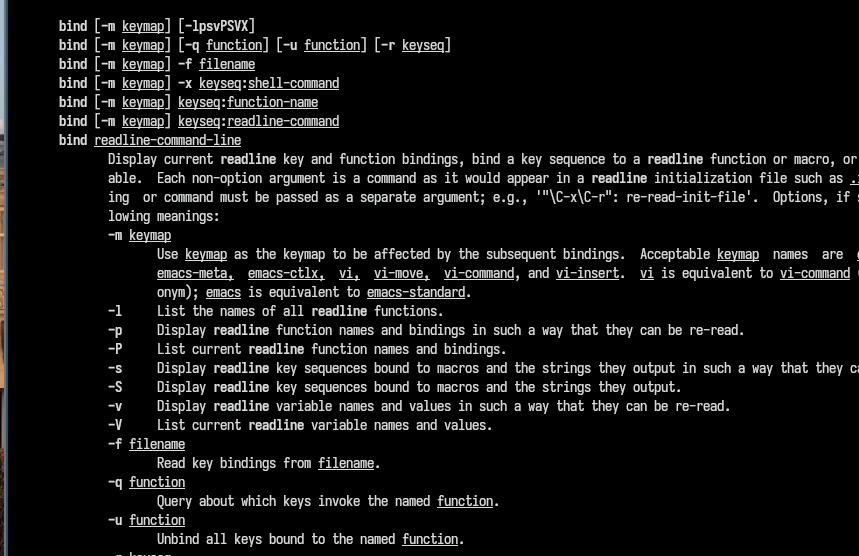 bind [-m keymap] [-lpsvPSVX]
bind [-m keymap] [-q function] [-u function] [-r keyseq]
bind [-m keymap] -f filename
bind [-m keymap] -x keyseq:shell-command
bind [-m keymap] keyseq:function-name
bind [-m keymap] keyseq:readline-command
bind readline-command-line
Display current readline key and function bindings, bind a key sequence to a readline function or macro, or
able. Each non-option argument is a command as it would appear in a readline initialization file such as
ing or command must be passed as a separate argument; e.g., '"\C-x\C-r": re-read-init-file'. Options, if
lowing meanings:
-m keymap
Use keymap as the keymap to be affected by the subsequent bindings. Acceptable keymap names are
emacs-meta, emacs-ctlx, vi, vi-move, vi-command, and vi-insert. vi is equivalent to vi-command
onym); emacs is equivalent to emacs-standard.
-l List the names of all readline functions.
-p Display readline function names and bindings in such a way that they can be re-read.
-P List current readline function names and bindings.
-s Display readline key sequences bound to macros and the strings they output in such a way that they
-S Display readline key sequences bound to macros and the strings they output.
-v Display readline variable names and values in such a way that they can be re-read.
-V List current readline variable names and values.
-f filename
Read key bindings from filename.
-q function
Query about which keys invoke the named function.
-u function
Unbind all keys bound to the named function.